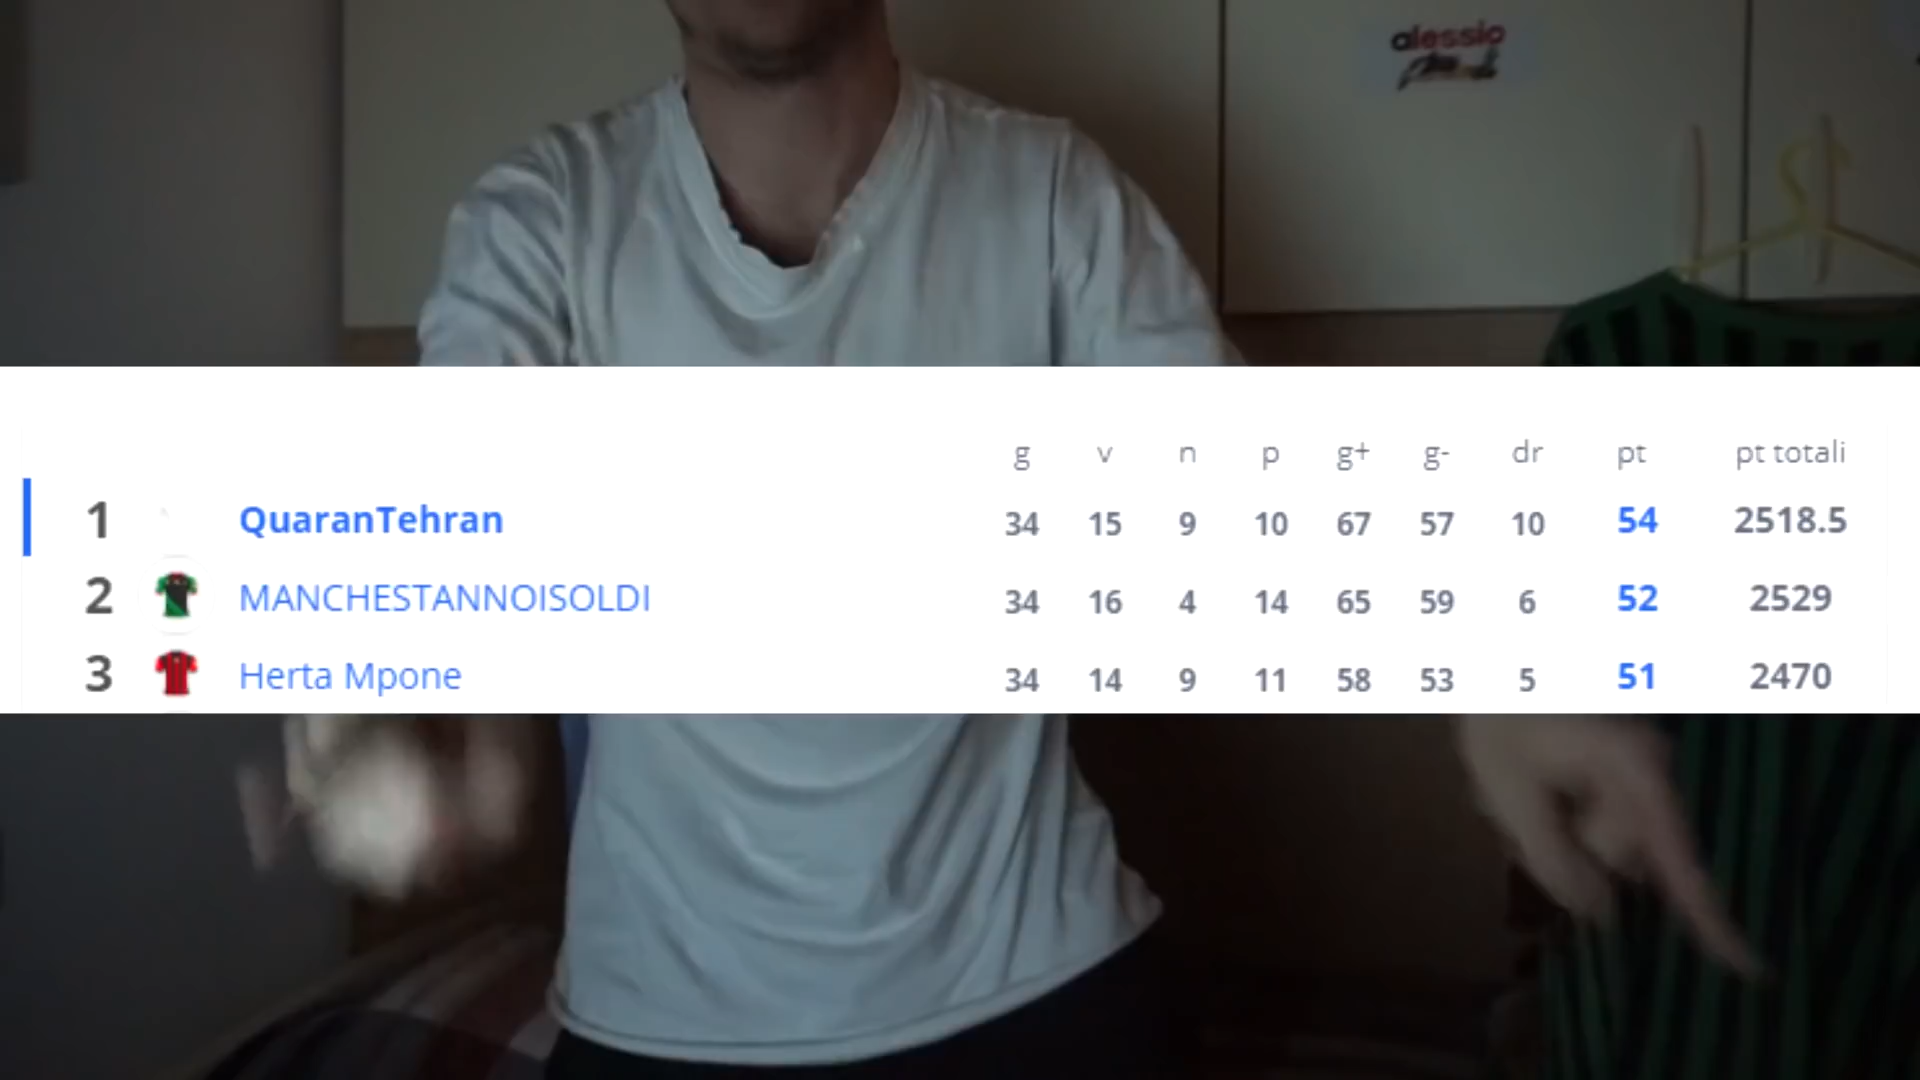 alessio
g v n p g+ g- dr pt pt totali
1 QuaranTehran 34 15 9 10 67 57 10 54 2518.5
2 MANCHESTANNOISOLDI 34 16 4 14 65 59 6 52 2529
3 Herta Mpone 34 14 9 11 58 53 5 51 2470